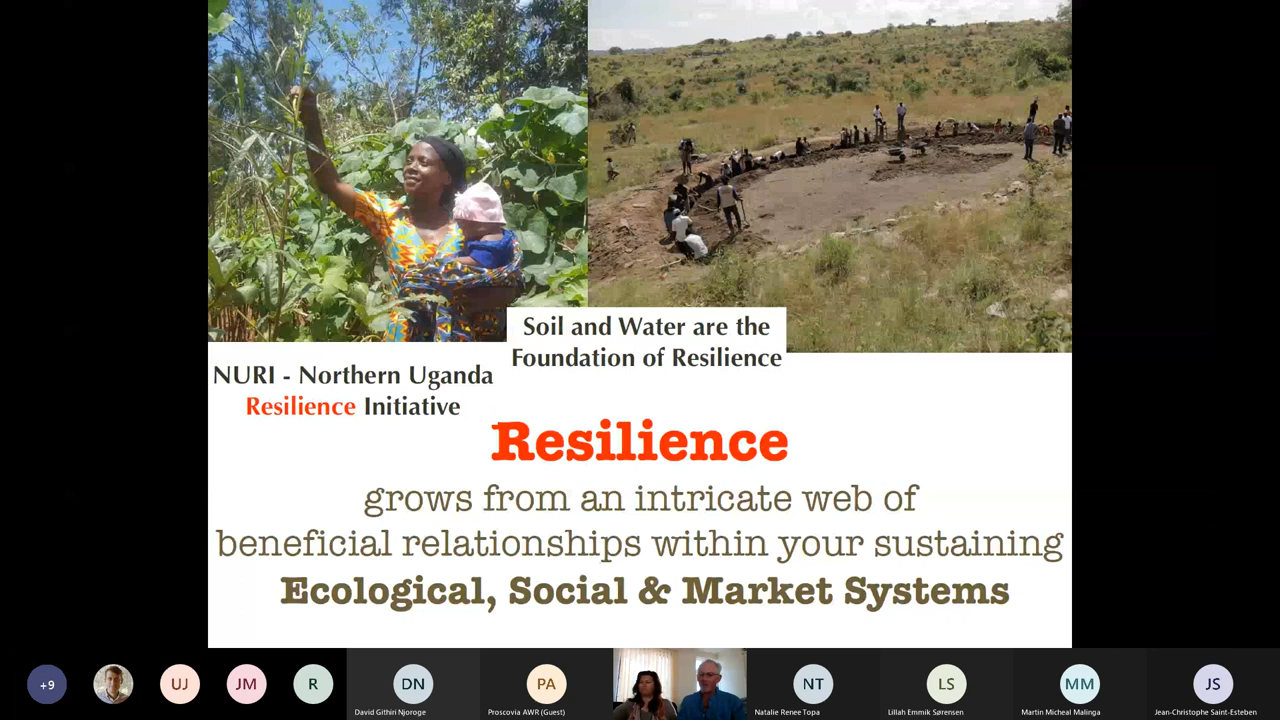 Soil and Water are the
Foundation of Resilience
NURI - Northern Uganda
Resilience Initiative
Resilience
grows from an intricate web of
beneficial relationships within your sustaining
Ecological, Social & Market Systems
+9
UJ
JM
R
DN
David Githiri Njoroge
PA
Proscovia AWR (Guest)
NT
Natalie Renee Topa
LS
Lillah Emmik Sørensen
MM
Martin Micheal Malinga
JS
Jean-Christophe Saint-Esteben